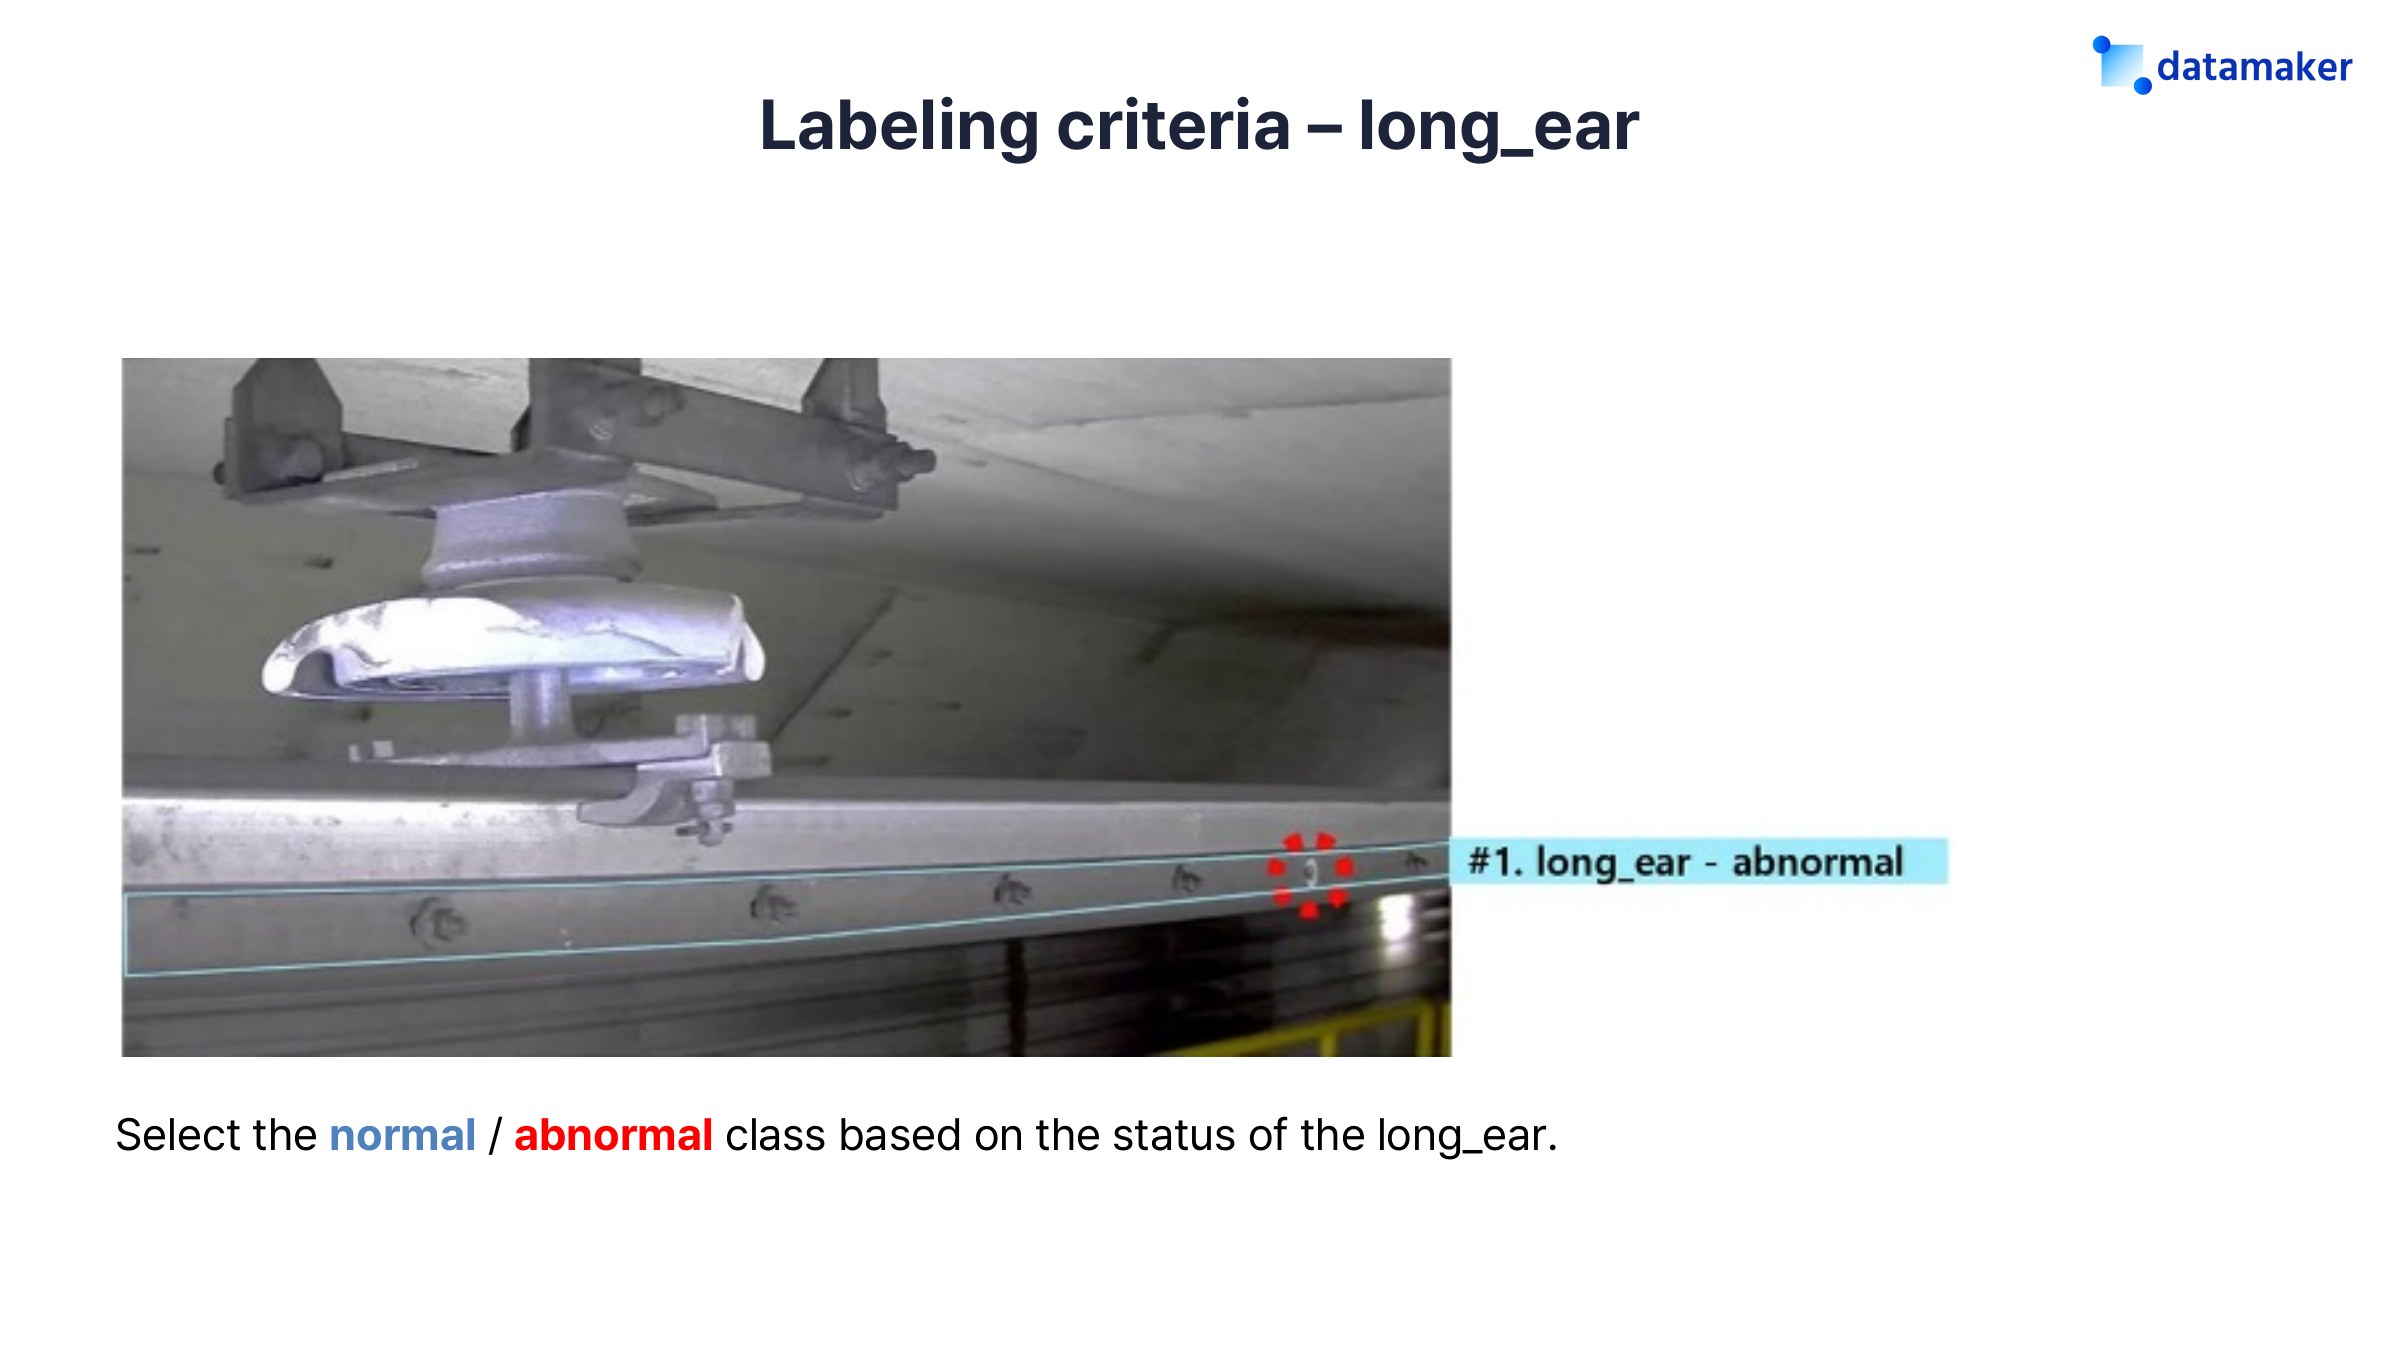 datamaker
Labeling criteria – long_ear
#1. long_ear - abnormal
Select the normal / abnormal class based on the status of the long_ear.